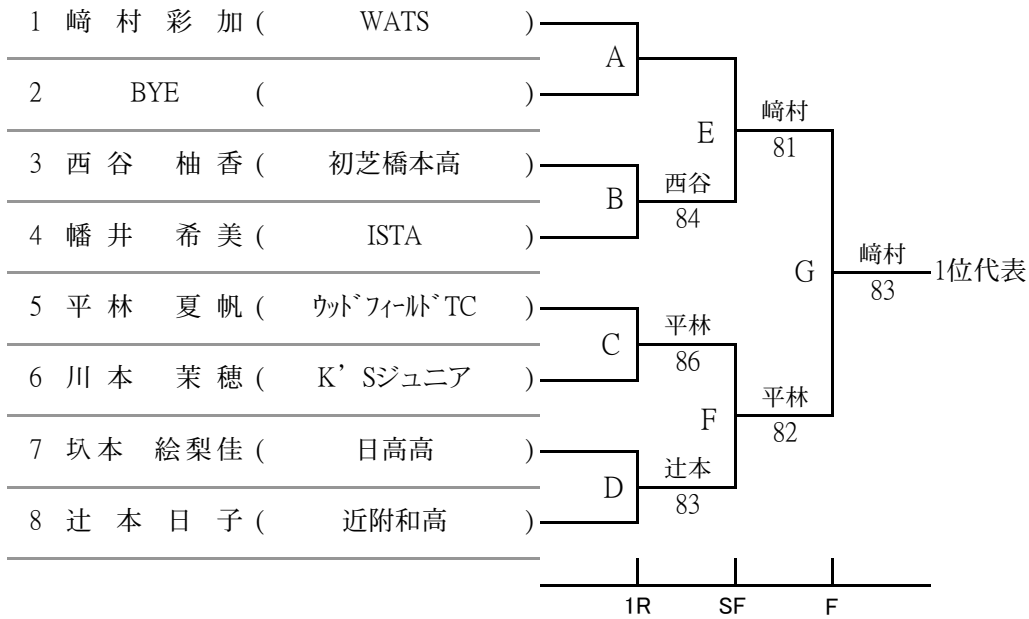 1 﨑村彩加( WATS )
A
2 BYE ( )
﨑村
E
81
3 西谷 柚香( 初芝橋本高 )
西谷
B
84
4 幡井 希美( ISTA )
﨑村
G
1位代表
83
5 平林 夏帆( ウッドフィールドTC )
平林
C
86
6 川本 茉穂( K’Sジュニア )
平林
F
82
7 圦本 絵梨佳( 日高高 )
辻本
D
83
8 辻本日子( 近附和高 )
1R SF F